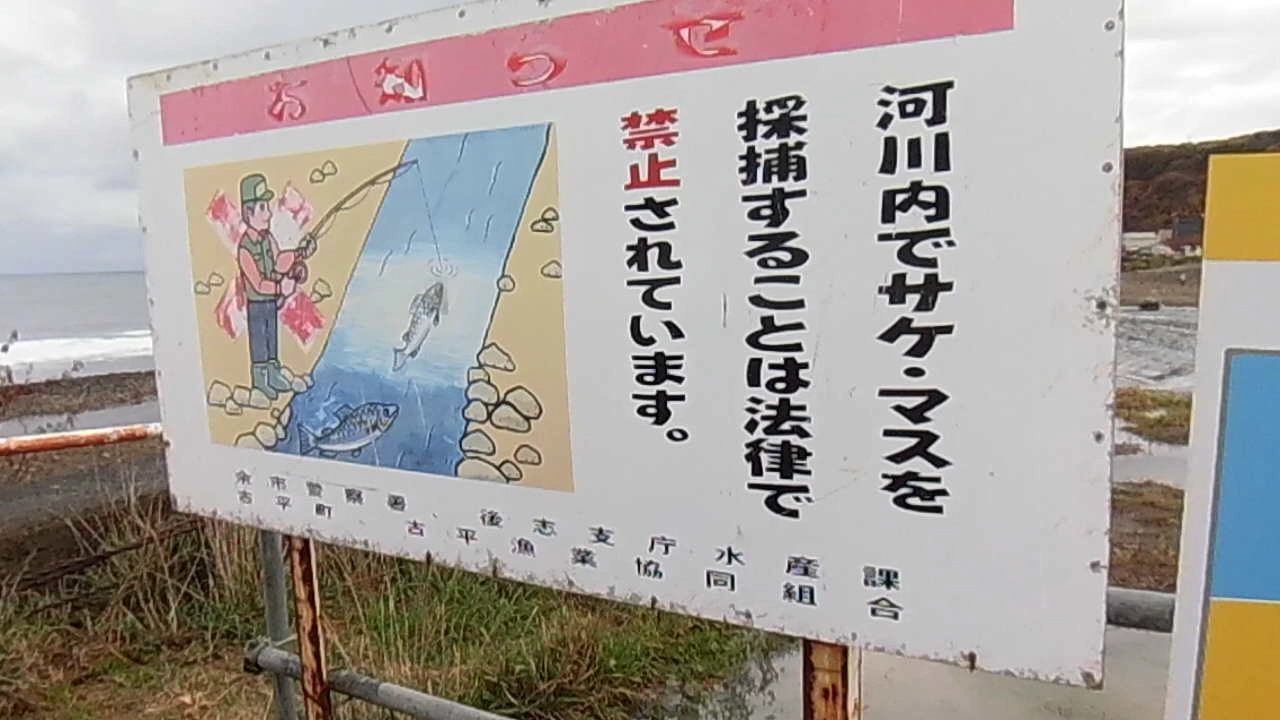 お知らせ
河川内でサケ・マスを
採捕することは法律で
禁止されています。
余市警察署、後志支庁水産課
古平町、古平漁業協同組合